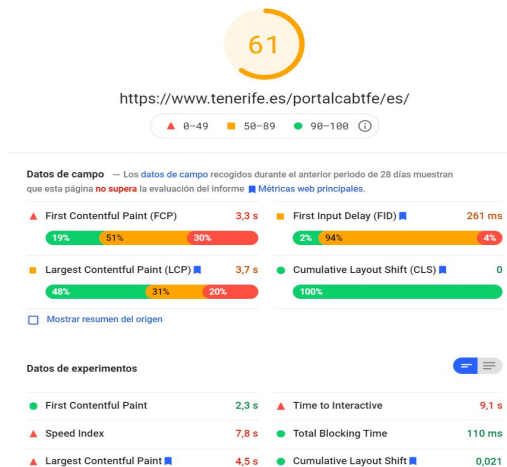 61
https://www.tenerife.es/portalcabtfe/es/
0–49 50–89 90–100
Datos de campo — Los datos de campo recogidos durante el anterior periodo de 28 días muestran
que esta página no supera la evaluación del informe Métricas web principales.
First Contentful Paint (FCP) 3,3 s
19% 51% 30%
First Input Delay (FID) 261 ms
2% 94% 4%
Largest Contentful Paint (LCP) 3,7 s
48% 31% 20%
Cumulative Layout Shift (CLS) 0
100%
Mostrar resumen del origen
Datos de experimentos
First Contentful Paint 2,3 s
Time to Interactive 9,1 s
Speed Index 7,8 s
Total Blocking Time 110 ms
Largest Contentful Paint 4,5 s
Cumulative Layout Shift 0,021